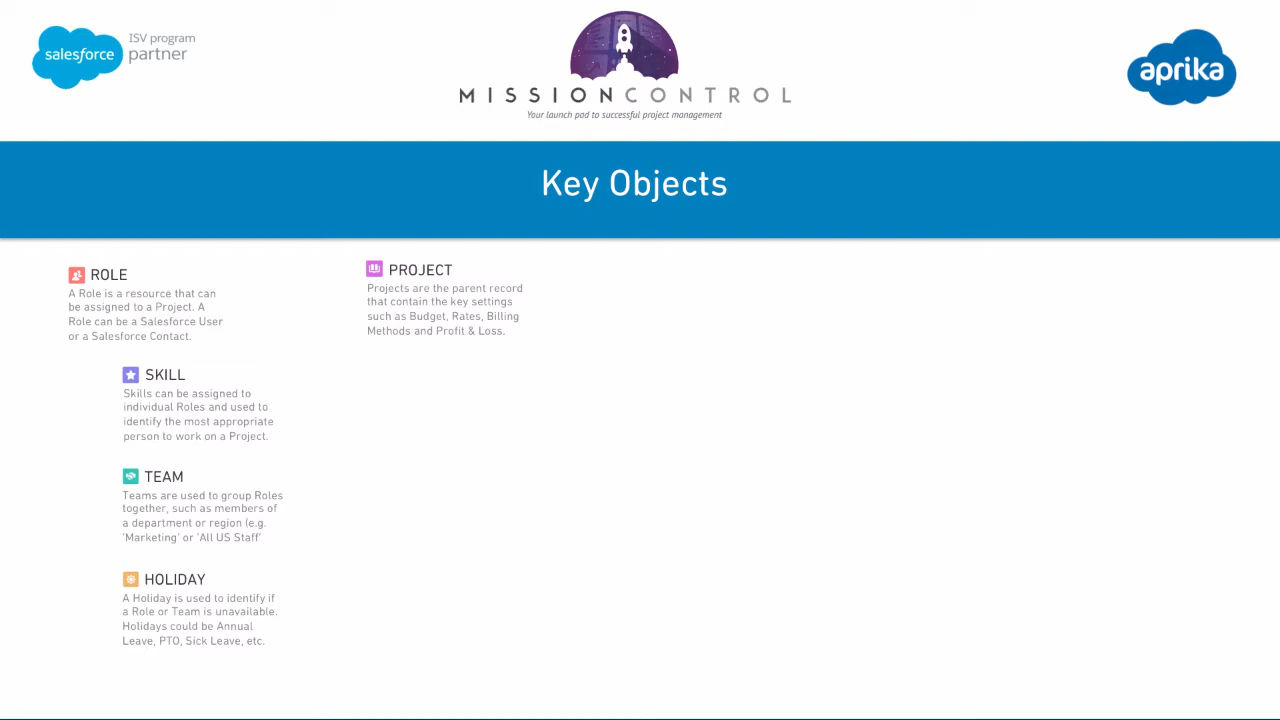 salesforce
ISV program
partner
MISSIONCONTROL
Your launch pad to successful project management
aprika
Key Objects
ROLE
A Role is a resource that can
be assigned to a Project. A
Role can be a Salesforce User
or a Salesforce Contact.
SKILL
Skills can be assigned to
individual Roles and used to
identify the most appropriate
person to work on a Project.
TEAM
Teams are used to group Roles
together, such as members of
a department or region (e.g.
'Marketing' or 'All US Staff'
HOLIDAY
A Holiday is used to identify if
a Role or Team is unavailable.
Holidays could be Annual
Leave, PTO, Sick Leave, etc.
PROJECT
Projects are the parent record
that contain the key settings
such as Budget, Rates, Billing
Methods and Profit & Loss.